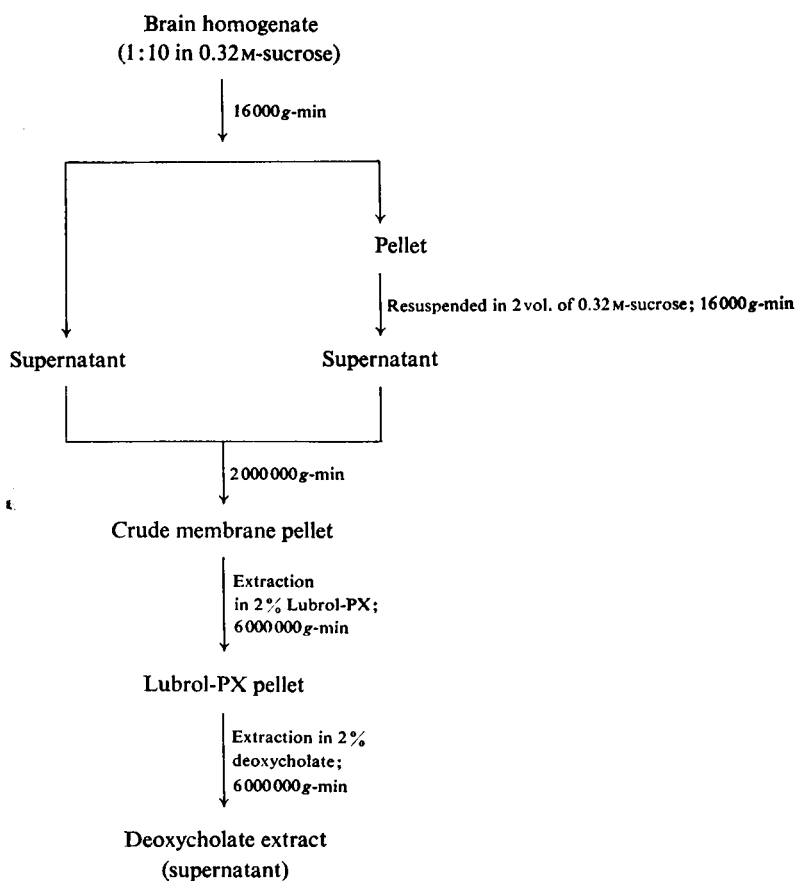 Brain homogenate
(1:10 in 0.32M-sucrose)
16000g-min
Pellet
Resuspended in 2vol. of 0.32M-sucrose; 16000g-min
Supernatant
Supernatant
2000000g-min
Crude membrane pellet
Extraction
in 2% Lubrol-PX;
6000000g-min
Lubrol-PX pellet
Extraction in 2%
deoxycholate;
6000000g-min
Deoxycholate extract
(supernatant)